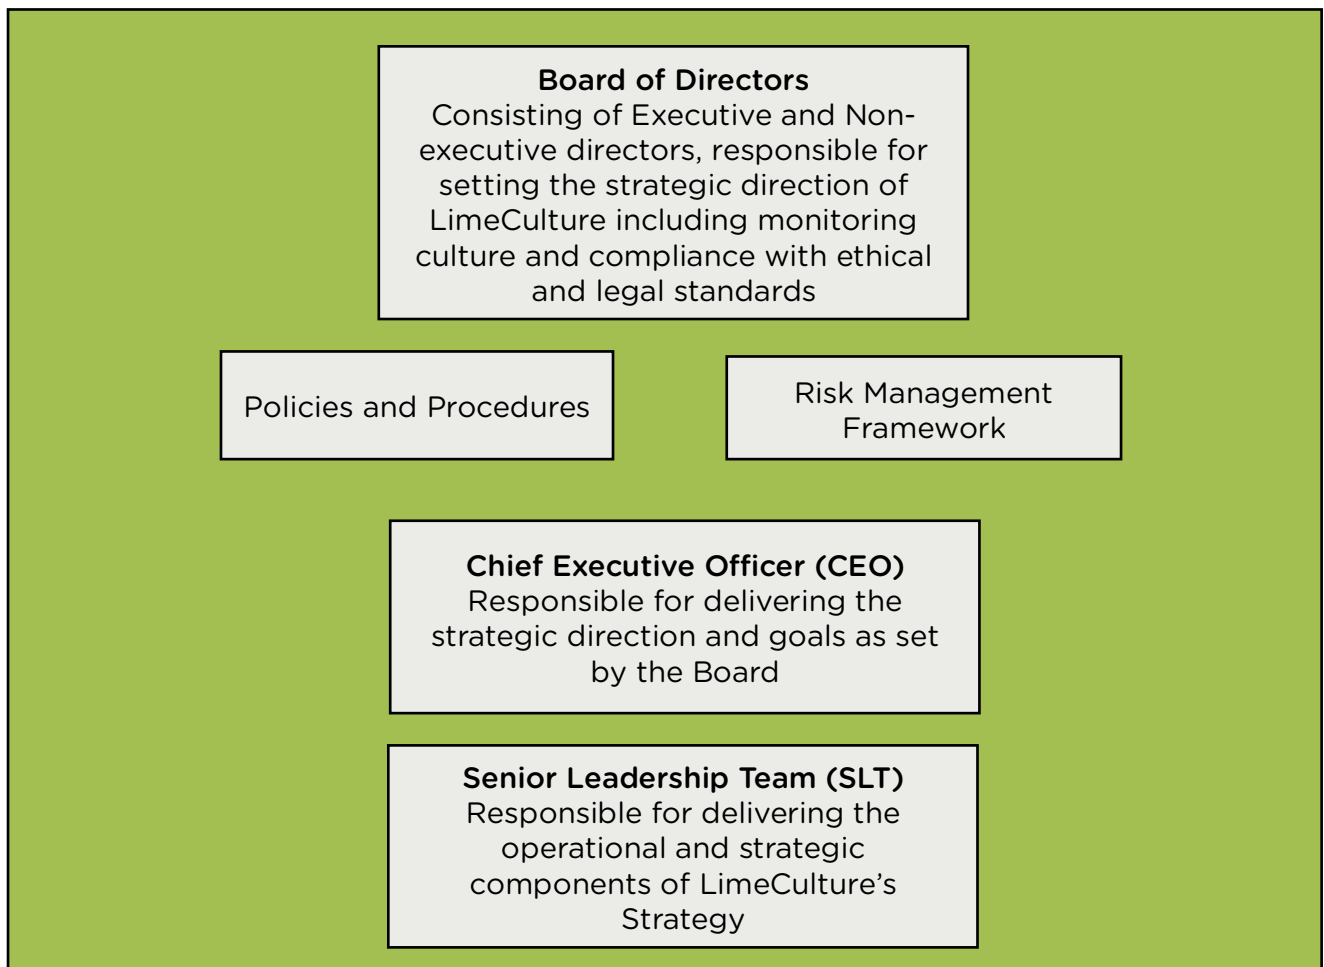 Board of Directors
Consisting of Executive and Non-
executive directors, responsible for
setting the strategic direction of
LimeCulture including monitoring
culture and compliance with ethical
and legal standards
Policies and Procedures
Risk Management
Framework
Chief Executive Officer (CEO)
Responsible for delivering the
strategic direction and goals as set
by the Board
Senior Leadership Team (SLT)
Responsible for delivering the
operational and strategic
components of LimeCulture’s
Strategy